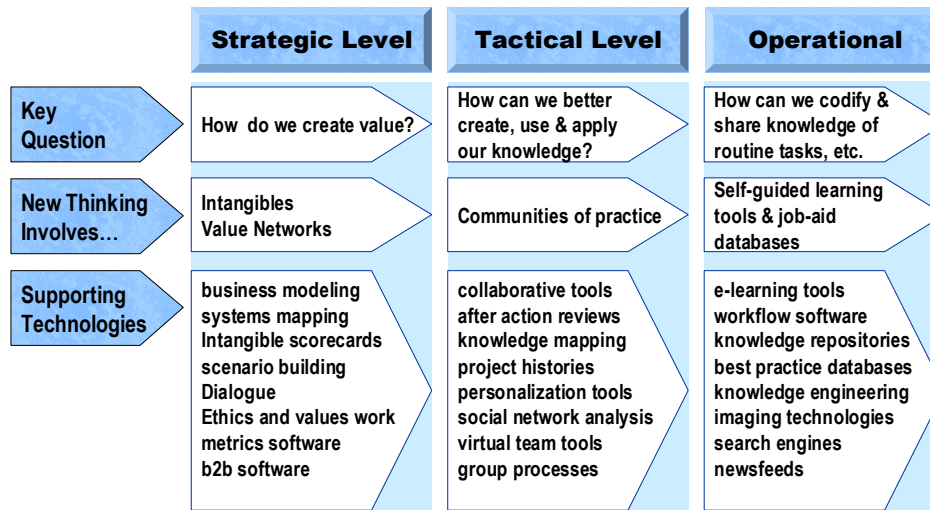 Strategic Level
Tactical Level
Operational
Key
Question
How do we create value?
How can we better
create, use & apply
our knowledge?
How can we codify &
share knowledge of
routine tasks, etc.
New Thinking
Involves…
Intangibles
Value Networks
Communities of practice
Self-guided learning
tools & job-aid
databases
Supporting
Technologies
business modeling
systems mapping
Intangible scorecards
scenario building
Dialogue
Ethics and values work
metrics software
b2b software
collaborative tools
after action reviews
knowledge mapping
project histories
personalization tools
social network analysis
virtual team tools
group processes
e-learning tools
workflow software
knowledge repositories
best practice databases
knowledge engineering
imaging technologies
search engines
newsfeeds